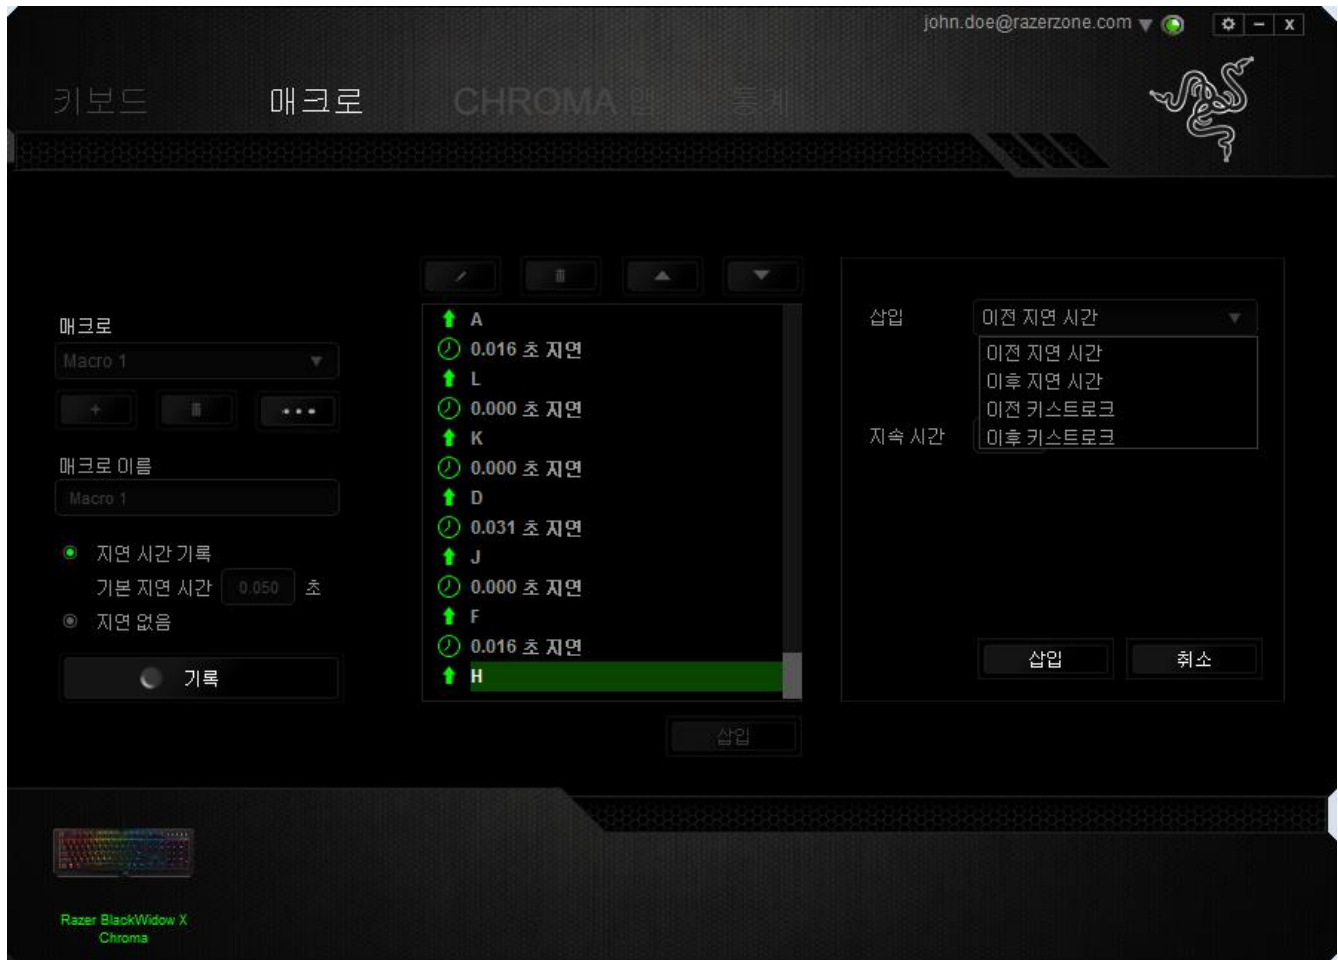 john.doe@razerzone.com
키보드 매크로 CHROMA 앱 통계
매크로
Macro 1
매크로 이름
Macro 1
지연 시간 기록
기본 지연 시간 0.050 초
지연 없음
기록
A
0.016 초 지연
L
0.000 초 지연
K
0.000 초 지연
D
0.031 초 지연
J
0.000 초 지연
F
0.016 초 지연
H
삽입
삽입 이전 지연 시간
이전 지연 시간
이후 지연 시간
이전 키스트로크
이후 키스트로크
지속 시간
삽입 취소
Razer BlackWidow X
Chroma